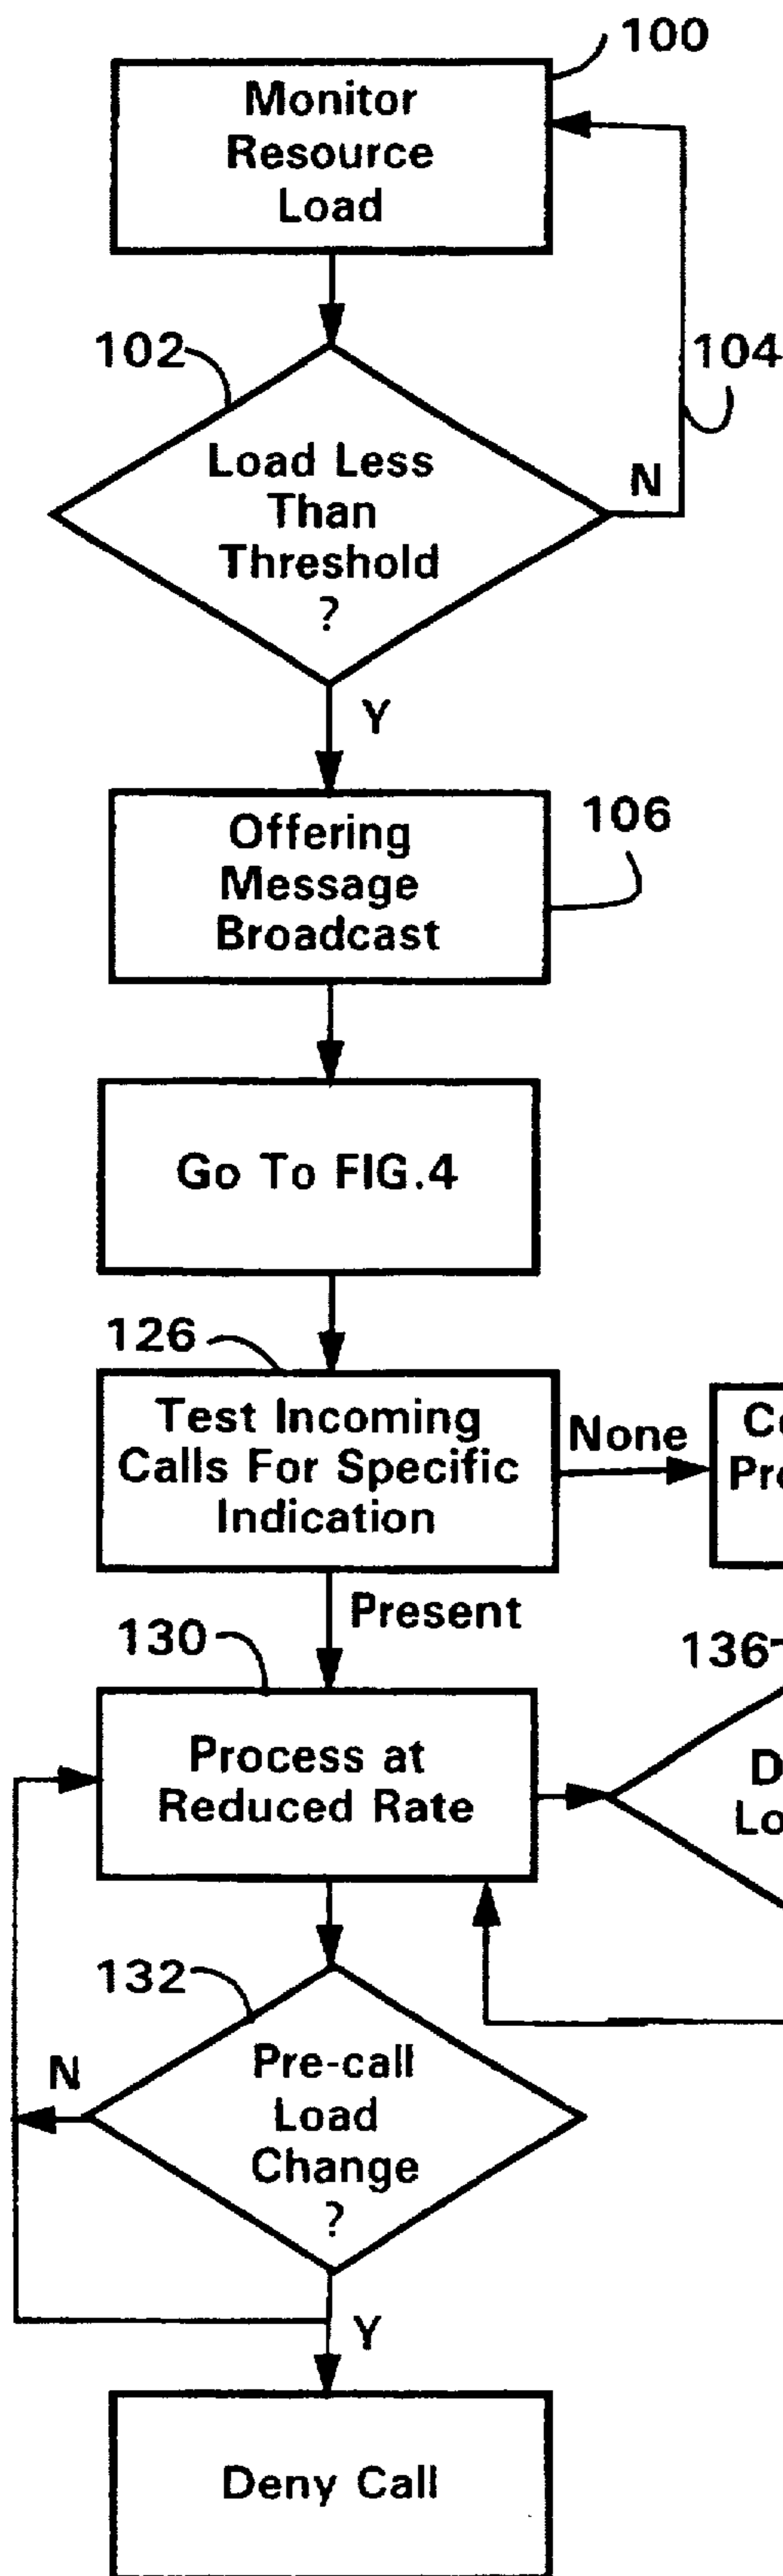 100
Monitor
Resource
Load
102
104
Load Less
Than
Threshold
?
N
Y
Offering
Message
Broadcast
106
Go To FIG.4
126
Test Incoming
Calls For Specific
Indication
None
Present
130
136
Process at
Reduced Rate
132
Pre-call
Load
Change
?
N
Y
Deny Call